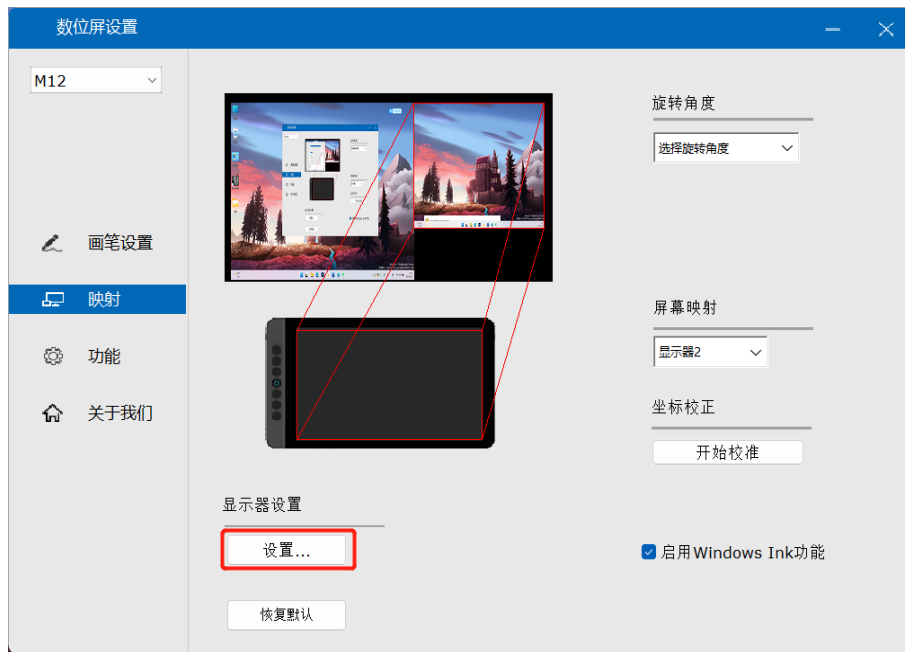 数位屏设置
M12
画笔设置
映射
功能
关于我们
旋转角度
选择旋转角度
屏幕映射
显示器2
坐标校正
开始校准
显示器设置
设置...
启用Windows Ink功能
恢复默认